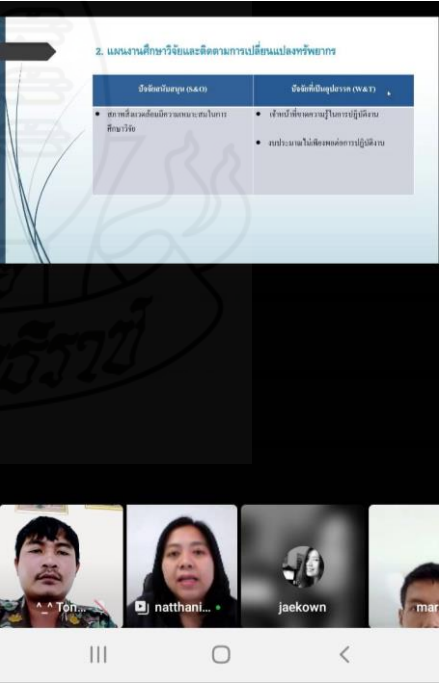 2. แผนงานศึกษาวิจัยและติดตามการเปลี่ยนแปลงทรัพยากร
ปัจจัยสนับสนุน (S&O)
ปัจจัยที่เป็นอุปสรรค (W&T)
• สภาพสิ่งแวดล้อมมีความเหมาะสมในการ
ศึกษาวิจัย
• เจ้าหน้าที่ขาดความรู้ในการปฏิบัติงาน
• งบประมาณไม่เพียงพอต่อการปฏิบัติงาน
^_^ Ton...
natthani...
jaekown
mar